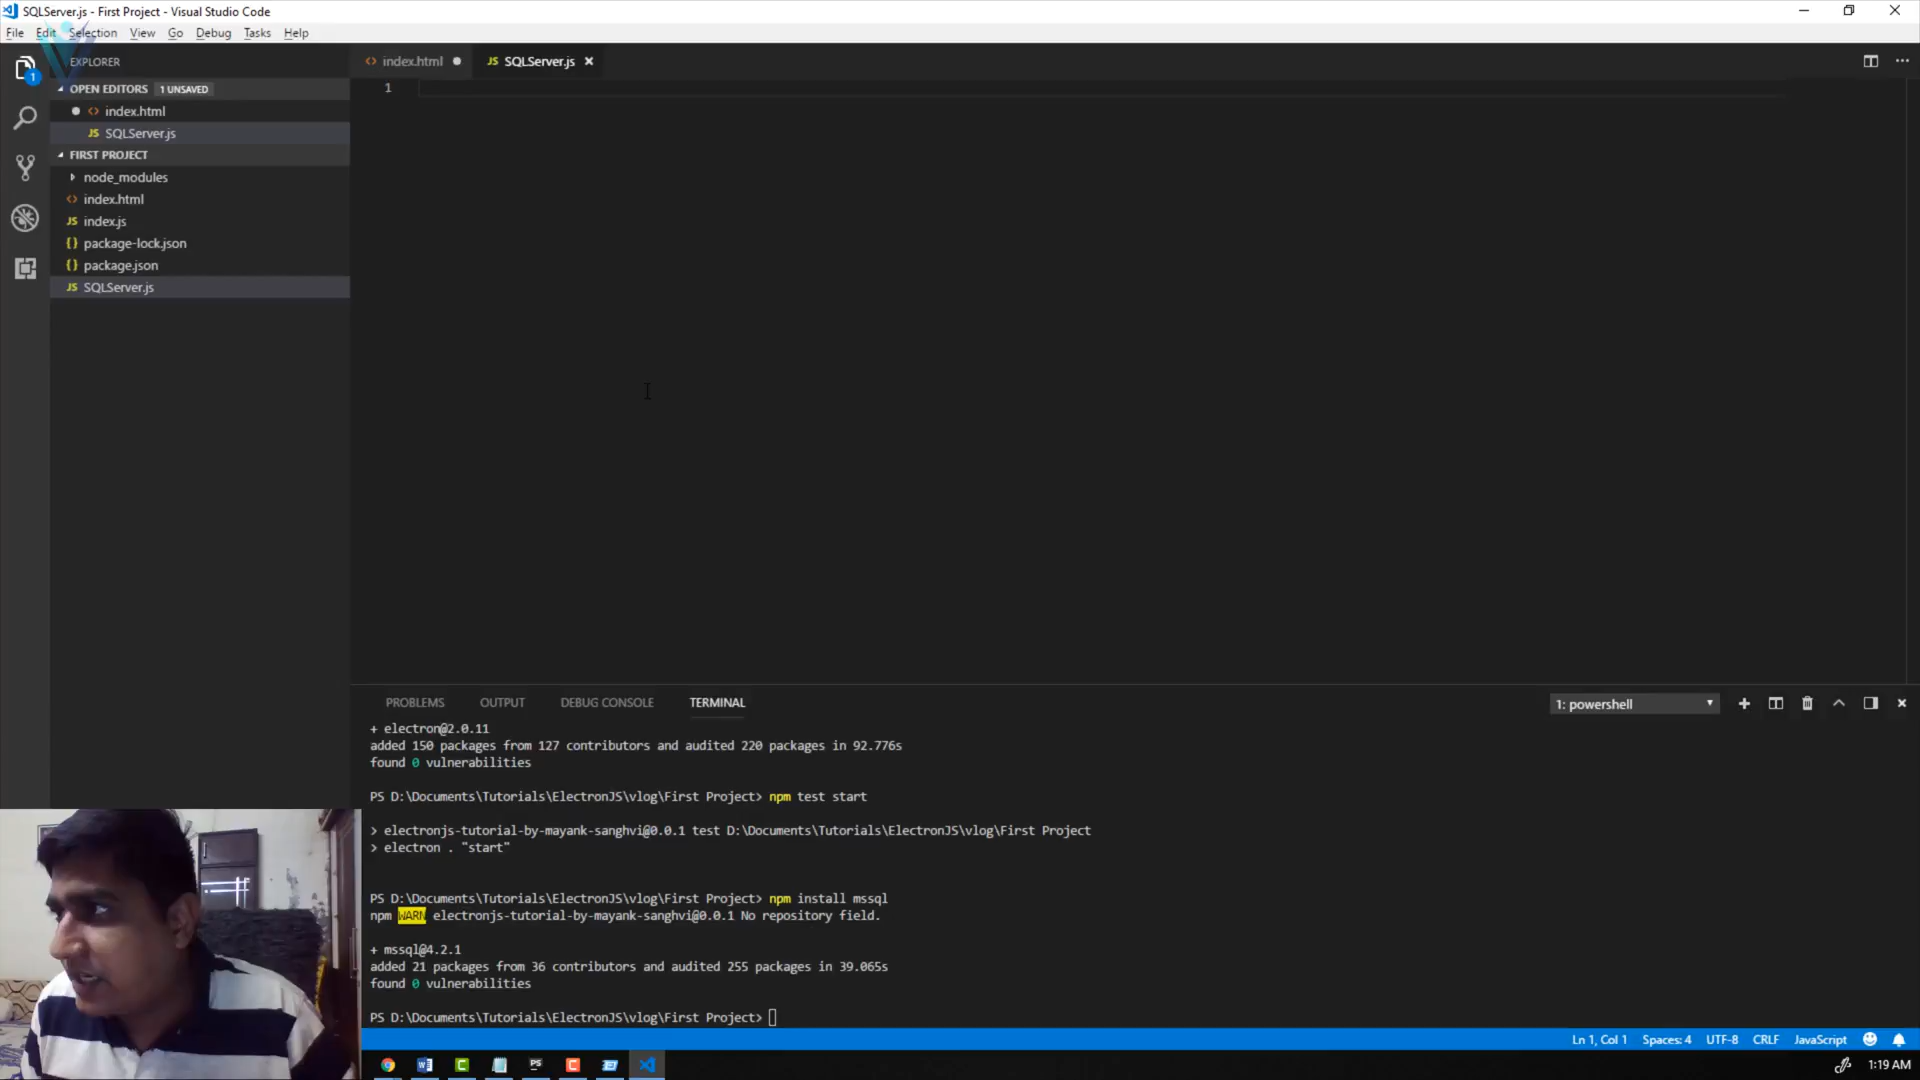 SQLServer.js - First Project - Visual Studio Code
File Edit Selection View Go Debug Tasks Help
EXPLORER
index.html
JS SQLServer.js
OPEN EDITORS 1 UNSAVED
index.html
JS SQLServer.js
FIRST PROJECT
node_modules
index.html
JS index.js
{} package-lock.json
{} package.json
JS SQLServer.js
1
1
PROBLEMS OUTPUT DEBUG CONSOLE TERMINAL
1: powershell
+ electron@2.0.11
added 150 packages from 127 contributors and audited 220 packages in 92.776s
found 0 vulnerabilities
PS D:\Documents\Tutorials\ElectronJS\vlog\First Project> npm test start
> electronjs-tutorial-by-mayank-sanghvi@0.0.1 test D:\Documents\Tutorials\ElectronJS\vlog\First Project
> electron . "start"
PS D:\Documents\Tutorials\ElectronJS\vlog\First Project> npm install mssql
npm WARN electronjs-tutorial-by-mayank-sanghvi@0.0.1 No repository field.
+ mssql@4.2.1
added 21 packages from 36 contributors and audited 255 packages in 39.065s
found 0 vulnerabilities
PS D:\Documents\Tutorials\ElectronJS\vlog\First Project>
Ln 1, Col 1 Spaces: 4 UTF-8 CRLF JavaScript
1:19 AM